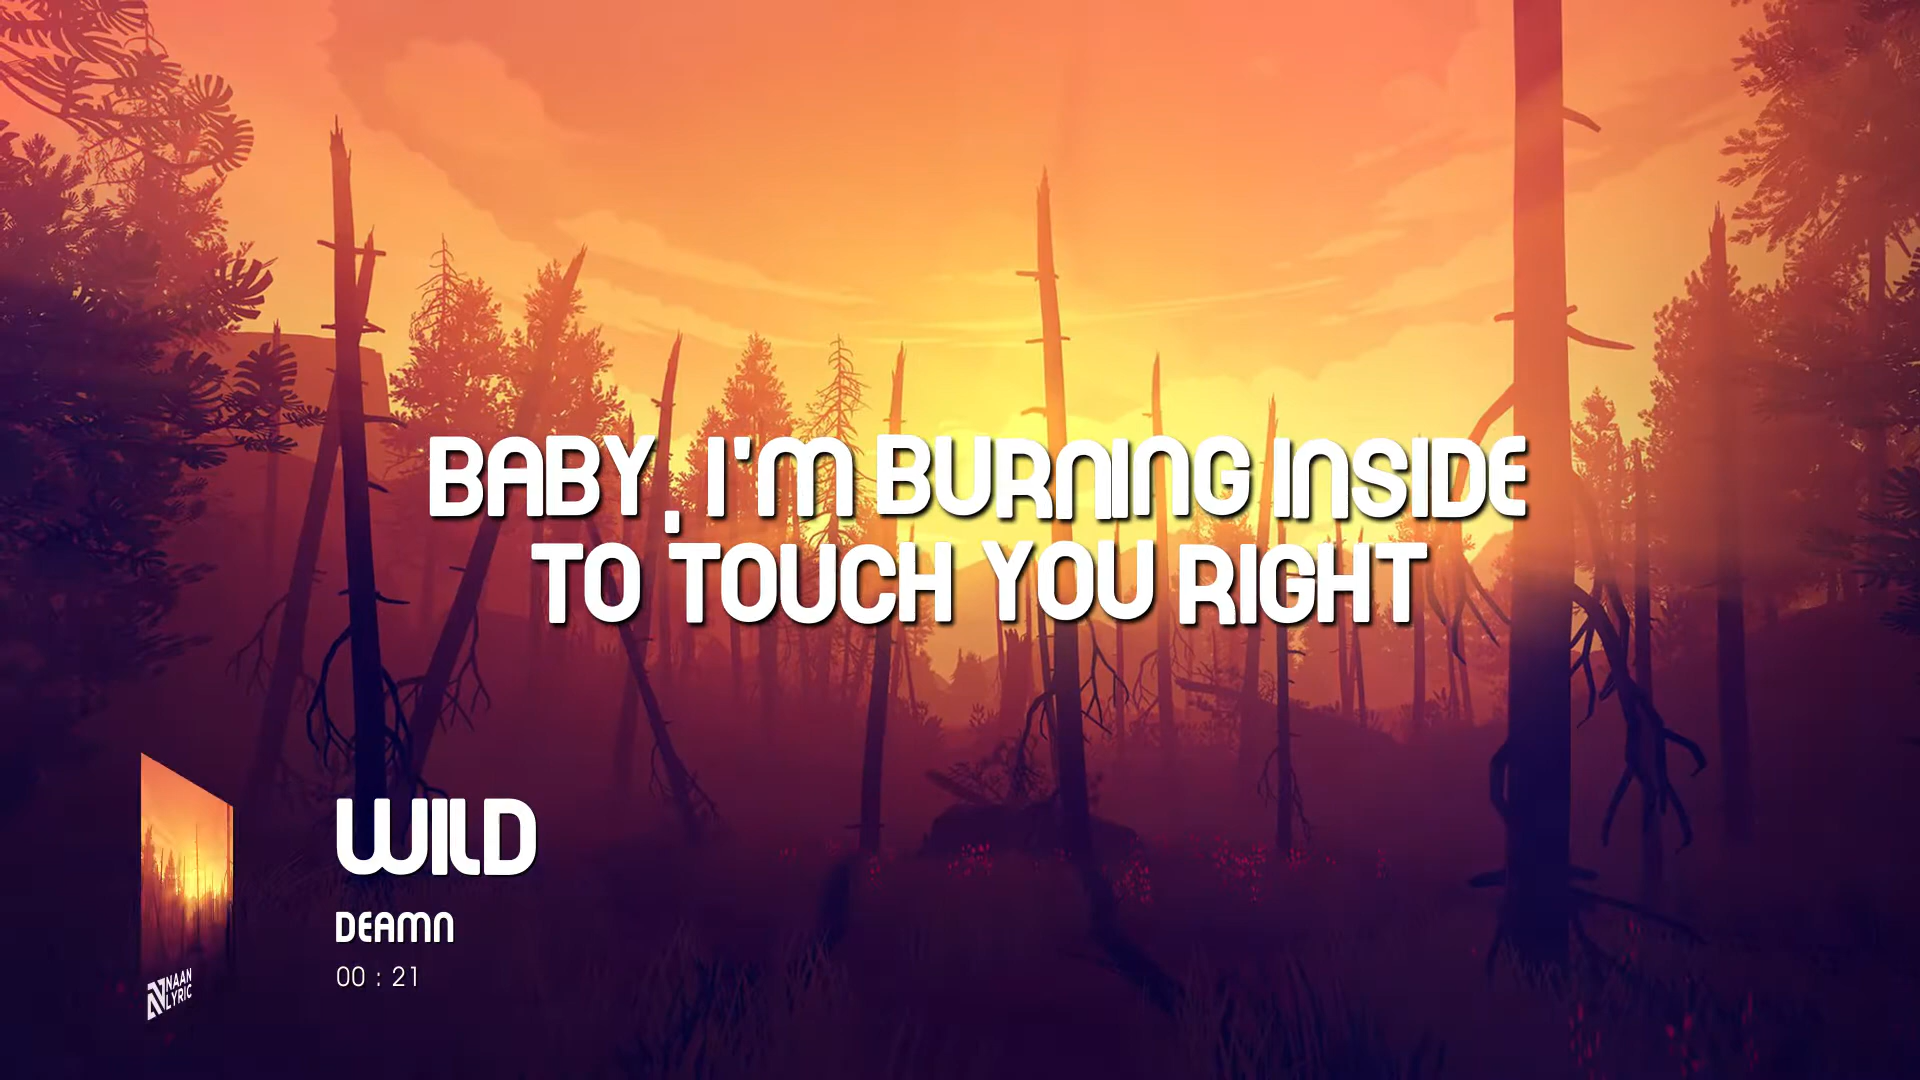 BABY, I'M BURNING INSIDE
TO TOUCH YOU RIGHT
WILD
DEAMN
00 : 21
NAAN
LYRIC